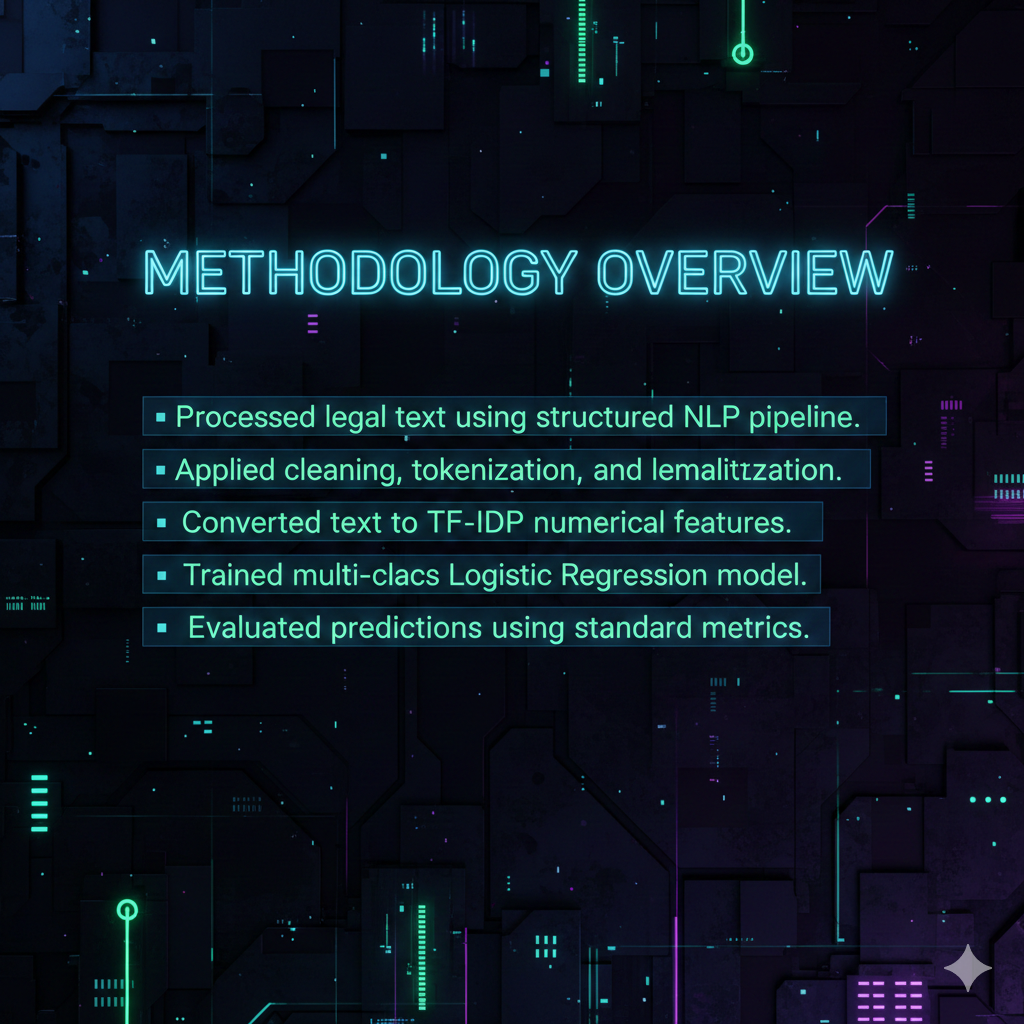 METHODOLOGY OVERVIEW
▪ Processed legal text using structured NLP pipeline.
▪ Applied cleaning, tokenization, and lemalittzation.
▪ Converted text to TF-IDP numerical features.
▪ Trained multi-clacs Logistic Regression model.
▪ Evaluated predictions using standard metrics.